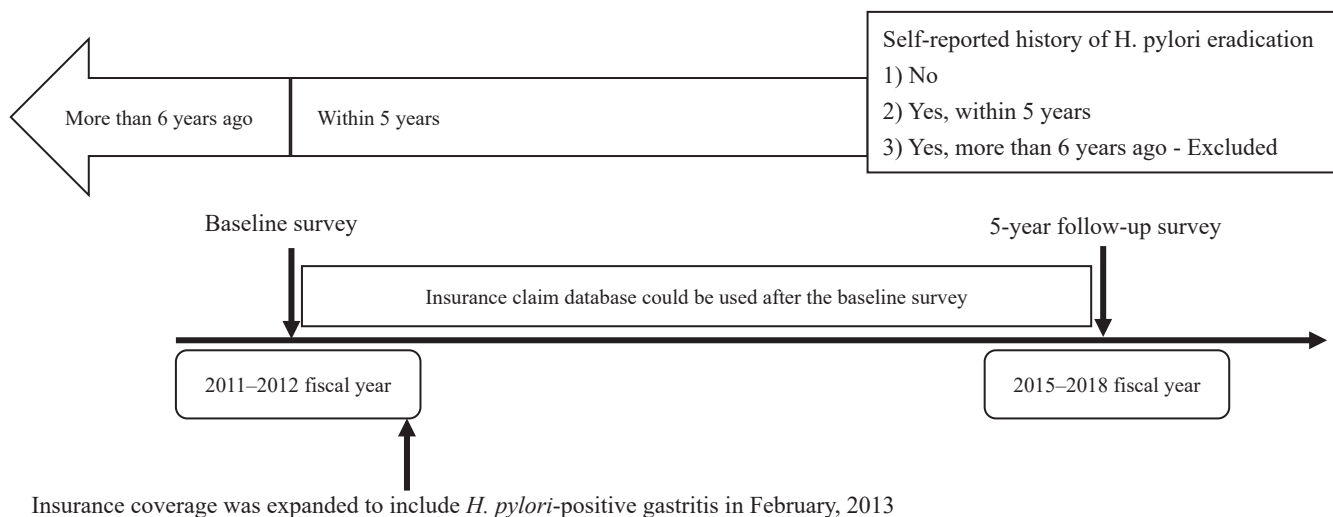 Self-reported history of H. pylori eradication
1) No
2) Yes, within 5 years
3) Yes, more than 6 years ago - Excluded
More than 6 years ago
Within 5 years
Baseline survey
5-year follow-up survey
Insurance claim database could be used after the baseline survey
2011–2012 fiscal year
2015–2018 fiscal year
Insurance coverage was expanded to include H. pylori-positive gastritis in February, 2013